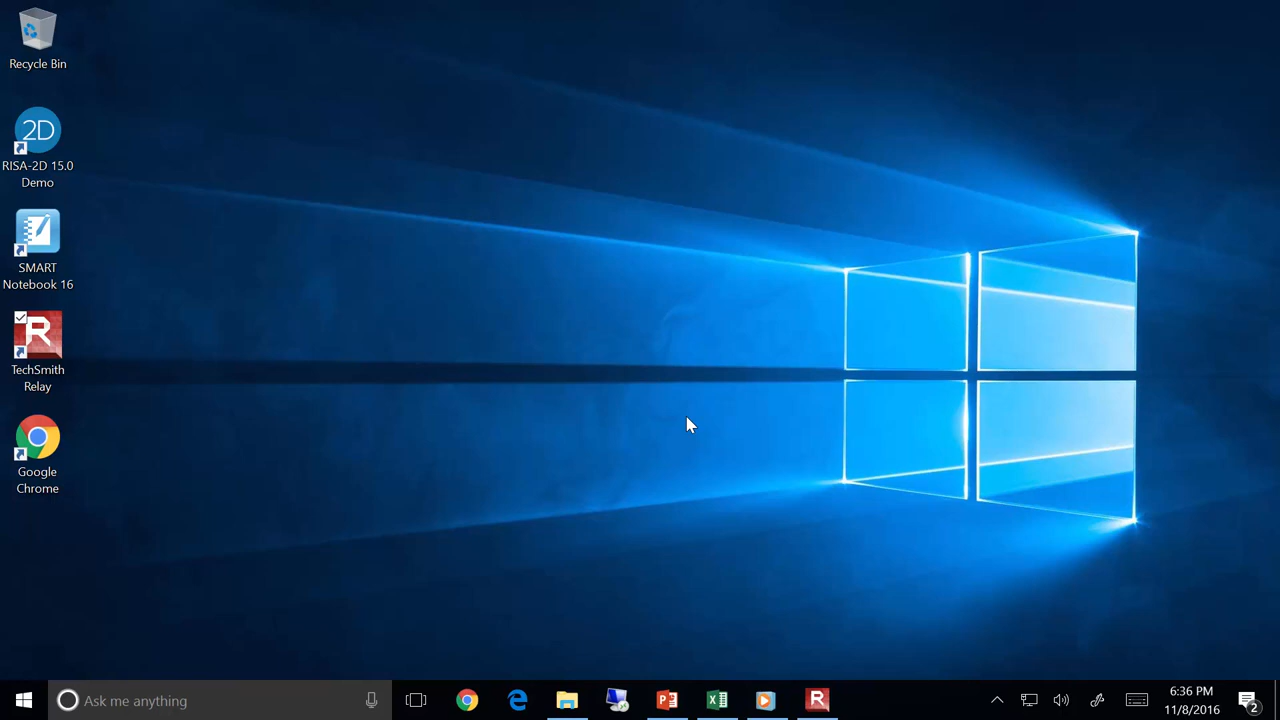 Recycle Bin
2D
RISA-2D 15.0
Demo
SMART
Notebook 16
R
TechSmith
Relay
Google
Chrome
Ask me anything
6:36 PM
11/8/2016
2